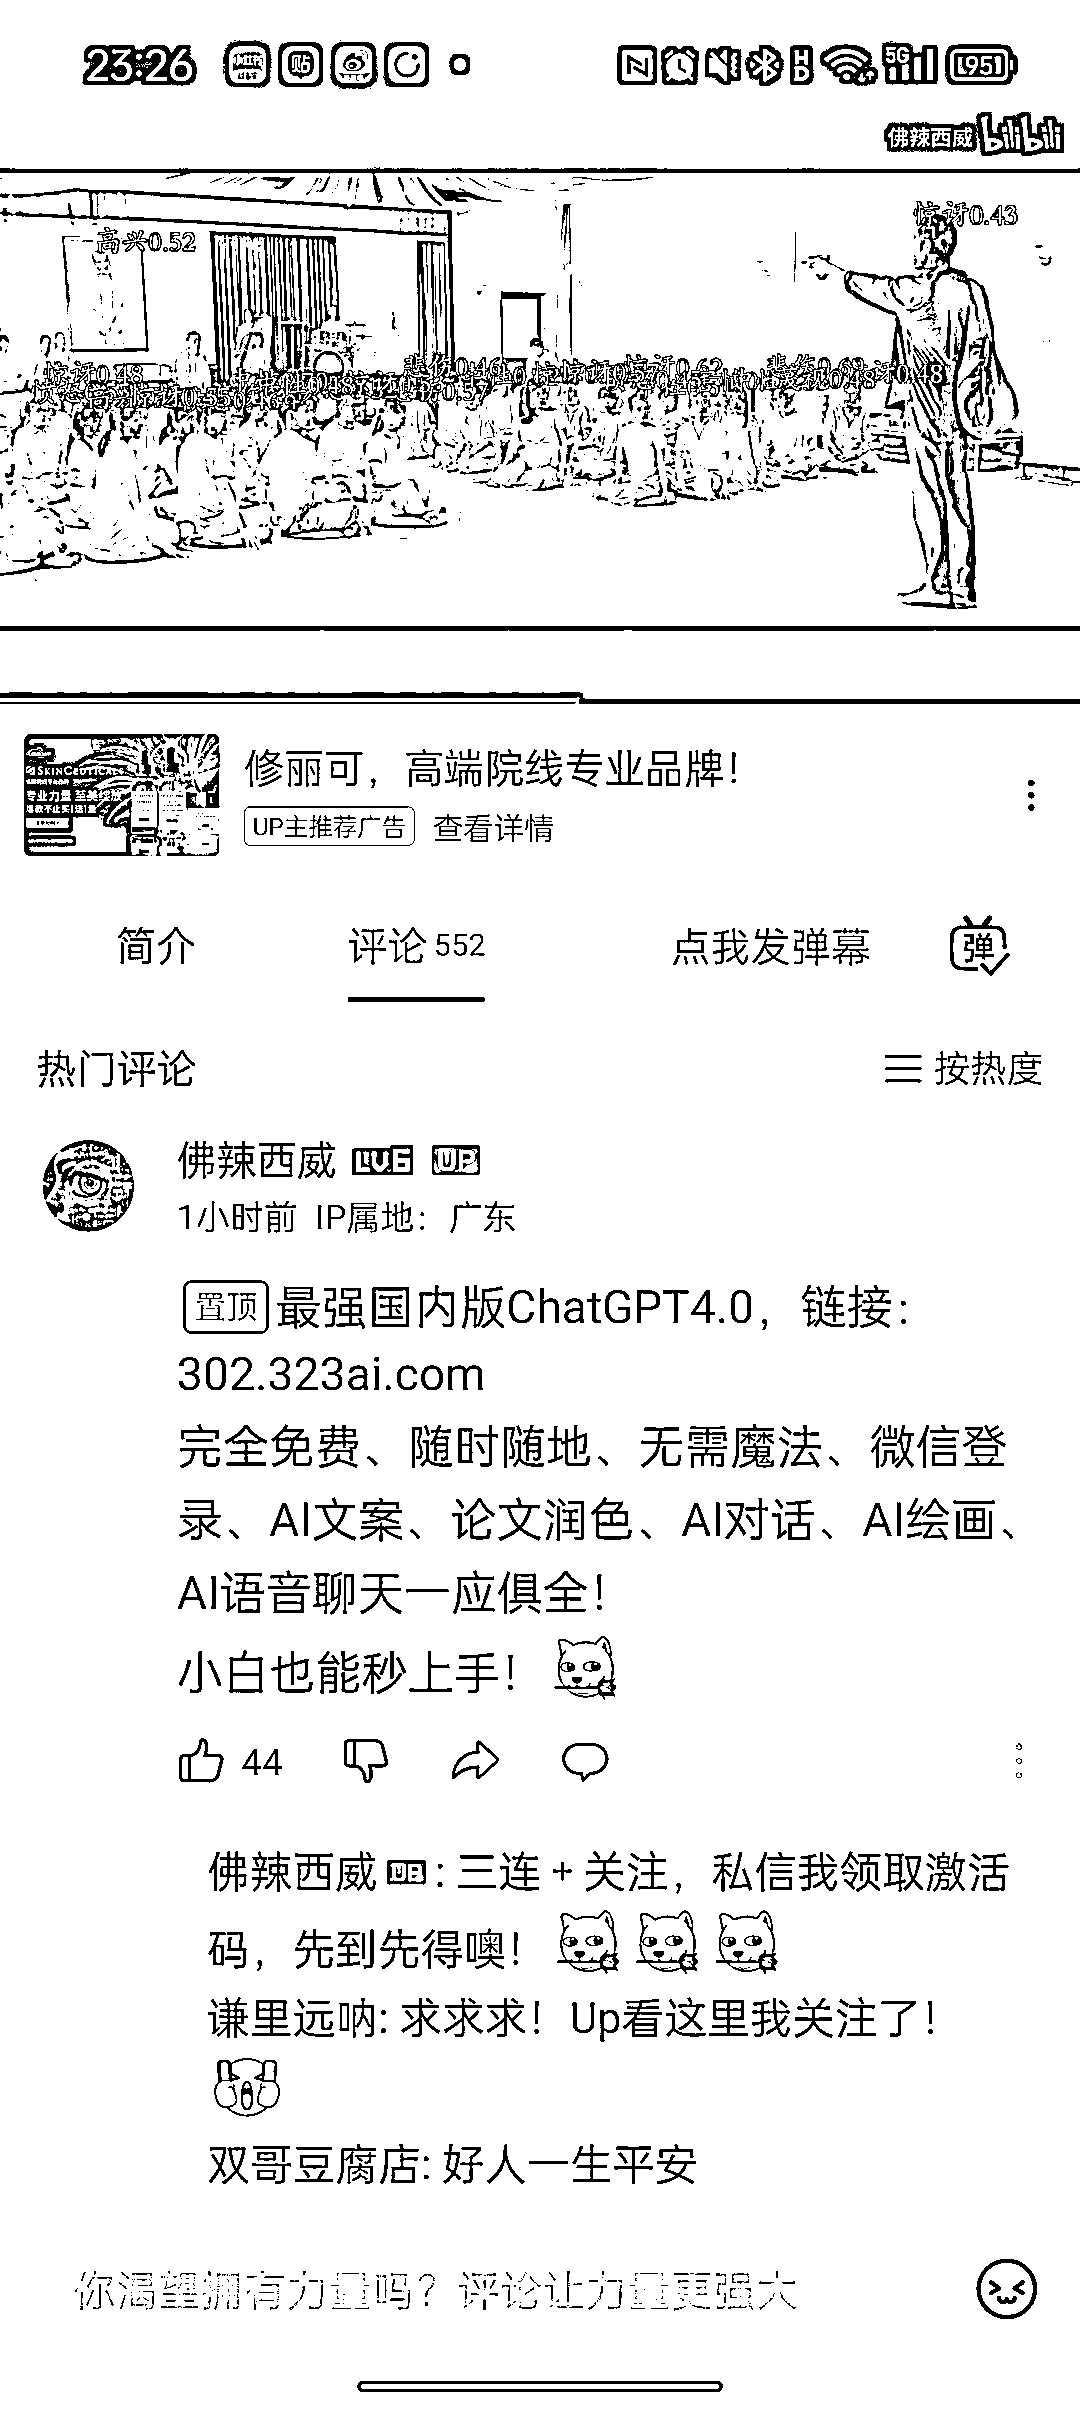 23:26
5G 95
佛辣西威 bilibili
高兴0.52
惊讶0.43
SKINCEUTICALS
修丽可，高端院线专业品牌！
UP主推荐广告 查看详情
简介 评论 552 点我发弹幕 弹
热门评论 按热度
佛辣西威 LV6 UP
1小时前 IP属地：广东
置顶 最强国内版ChatGPT4.0，链接：
302.323ai.com
完全免费、随时随地、无需魔法、微信登
录、AI文案、论文润色、AI对话、AI绘画、
AI语音聊天一应俱全！
小白也能秒上手！
44
佛辣西威 UP：三连 + 关注，私信我领取激活
码，先到先得噢！
谦里远呐: 求求求！Up看这里我关注了！
双哥豆腐店: 好人一生平安
你渴望拥有力量吗？评论让力量更强大